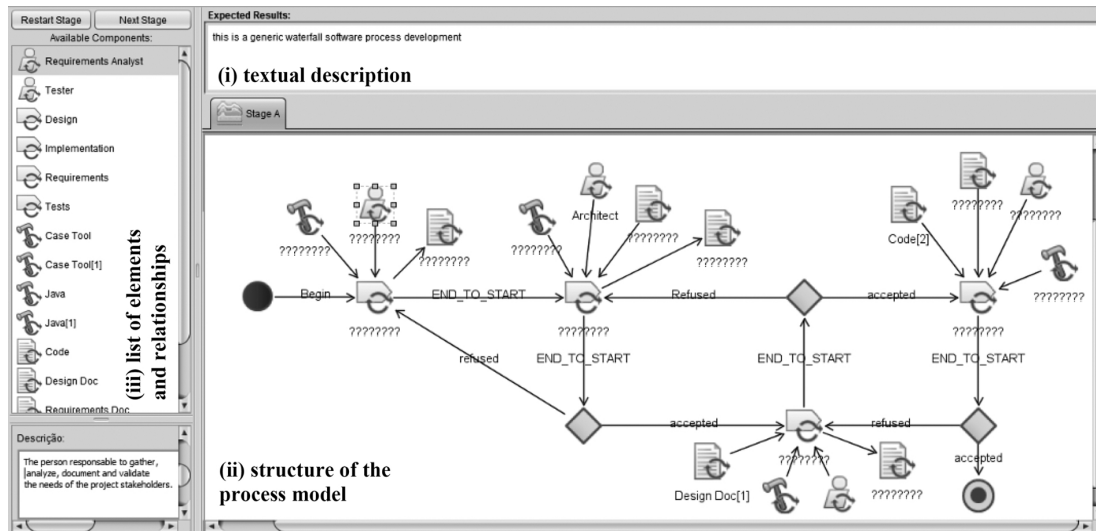 Restart Stage
Next Stage
Available Components:
Requirements Analyst
Tester
Design
Implementation
Requirements
Tests
Case Tool
Case Tool[1]
Java
Java[1]
Code
Design Doc
Requirements Doc
(iii) list of elements
and relationships
Descrição:
The person responsable to gather,
analyze, document and validate
the needs of the project stakeholders.
Expected Results:
this is a generic waterfall software process development
(i) textual description
Stage A
????????
????????
????????
????????
Begin
END_TO_START
Architect
????????
????????
????????
????????
Refused
accepted
Code[2]
????????
????????
????????
????????
refused
END_TO_START
END_TO_START
END_TO_START
accepted
refused
accepted
????????
Design Doc[1]
????????
(ii) structure of the
process model